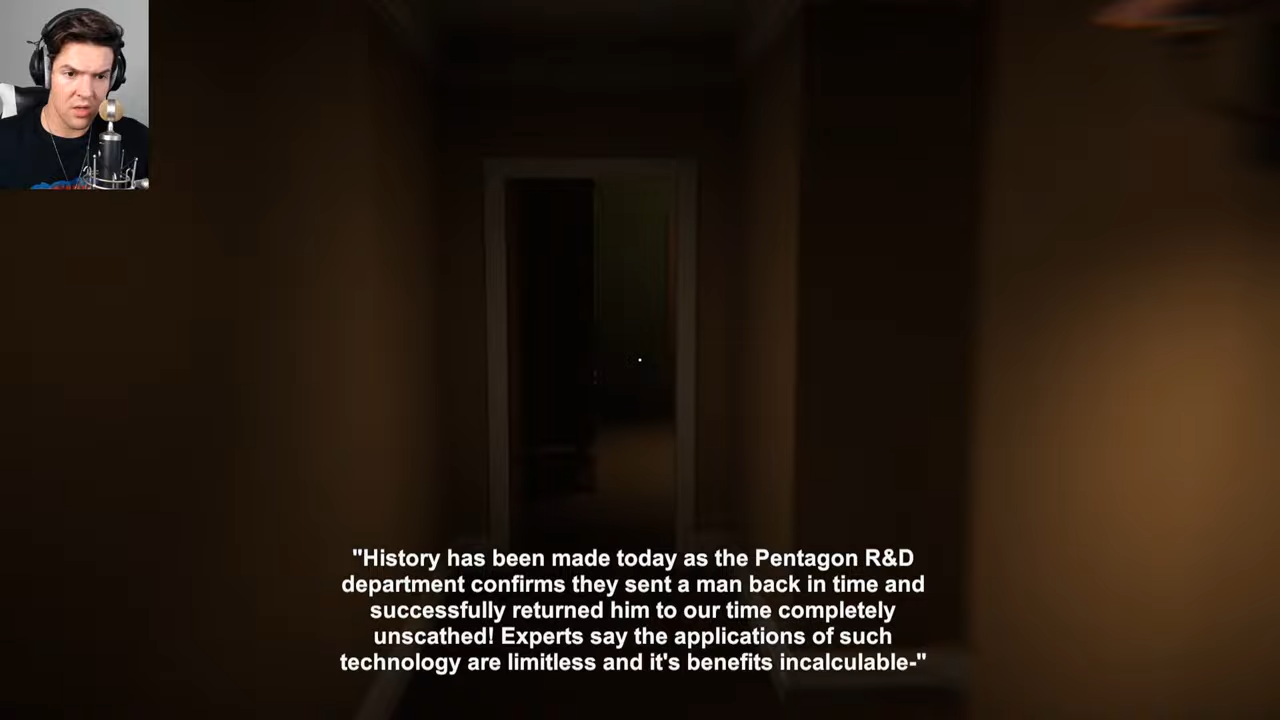 "History has been made today as the Pentagon R&D
department confirms they sent a man back in time and
successfully returned him to our time completely
unscathed! Experts say the applications of such
technology are limitless and it's benefits incalculable-"